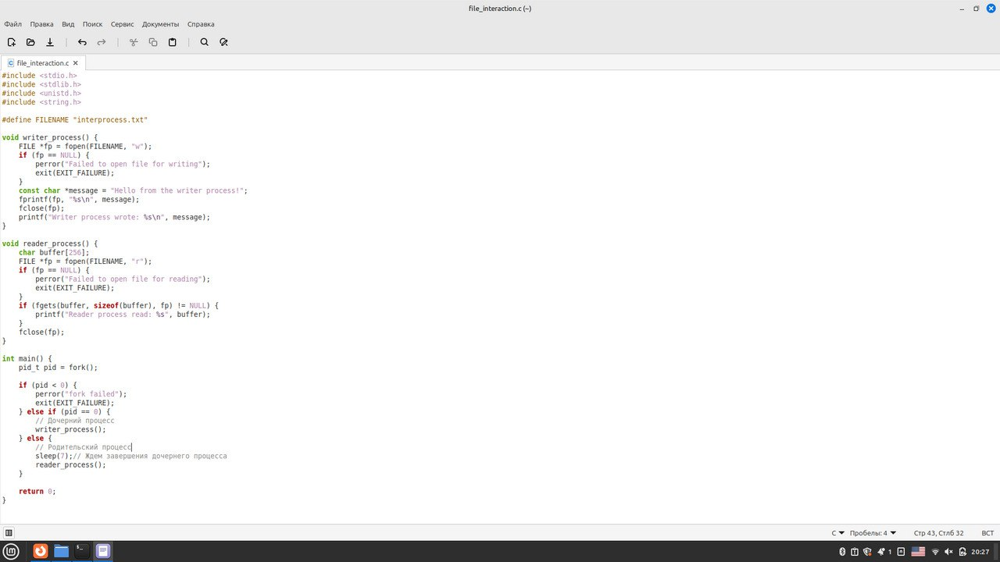 file_interaction.c (~)
Файл Правка Вид Поиск Сервис Документы Справка
file_interaction.c
#include <stdio.h>
#include <stdlib.h>
#include <unistd.h>
#include <string.h>
#define FILENAME "interprocess.txt"
void writer_process() {
    FILE *fp = fopen(FILENAME, "w");
    if (fp == NULL) {
        perror("Failed to open file for writing");
        exit(EXIT_FAILURE);
    }
    const char *message = "Hello from the writer process!";
    fprintf(fp, "%s\n", message);
    fclose(fp);
    printf("Writer process wrote: %s\n", message);
}
void reader_process() {
    char buffer[256];
    FILE *fp = fopen(FILENAME, "r");
    if (fp == NULL) {
        perror("Failed to open file for reading");
        exit(EXIT_FAILURE);
    }
    if (fgets(buffer, sizeof(buffer), fp) != NULL) {
        printf("Reader process read: %s", buffer);
    }
    fclose(fp);
}
int main() {
    pid_t pid = fork();
    if (pid < 0) {
        perror("fork failed");
        exit(EXIT_FAILURE);
    } else if (pid == 0) {
        // Дочерний процесс
        writer_process();
    } else {
        // Родительский процесс
        sleep(7);// Ждем завершения дочернего процесса
        reader_process();
    }
    return 0;
}
C Пробелы: 4 Стр 43, Стлб 32 ВСТ
1 20:27